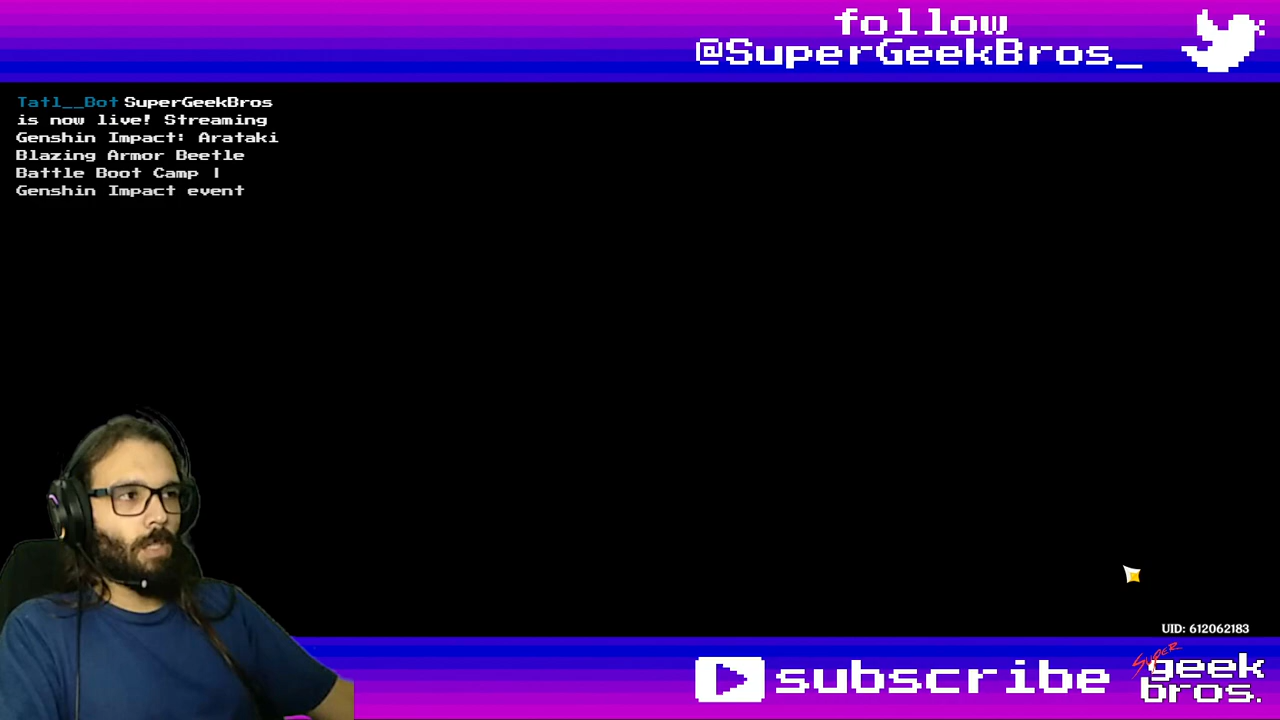 follow
@SuperGeekBros_
Tatl__Bot SuperGeekBros
is now live! Streaming
Genshin Impact: Arataki
Blazing Armor Beetle
Battle Boot Camp |
Genshin Impact event
UID: 612062183
subscribe
SUPER
geek
bros.